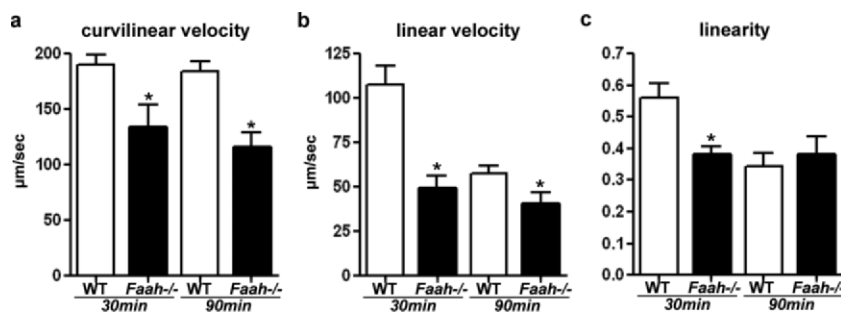 a
curvilinear velocity
µm/sec
200
150
100
50
0
*
*
WT Faah-/- WT Faah-/-
30min 90min
b
linear velocity
µm/sec
125
100
75
50
25
0
*
*
WT Faah-/- WT Faah-/-
30min 90min
c
linearity
0.7
0.6
0.5
0.4
0.3
0.2
0.1
0.0
*
WT Faah-/- WT Faah-/-
30min 90min